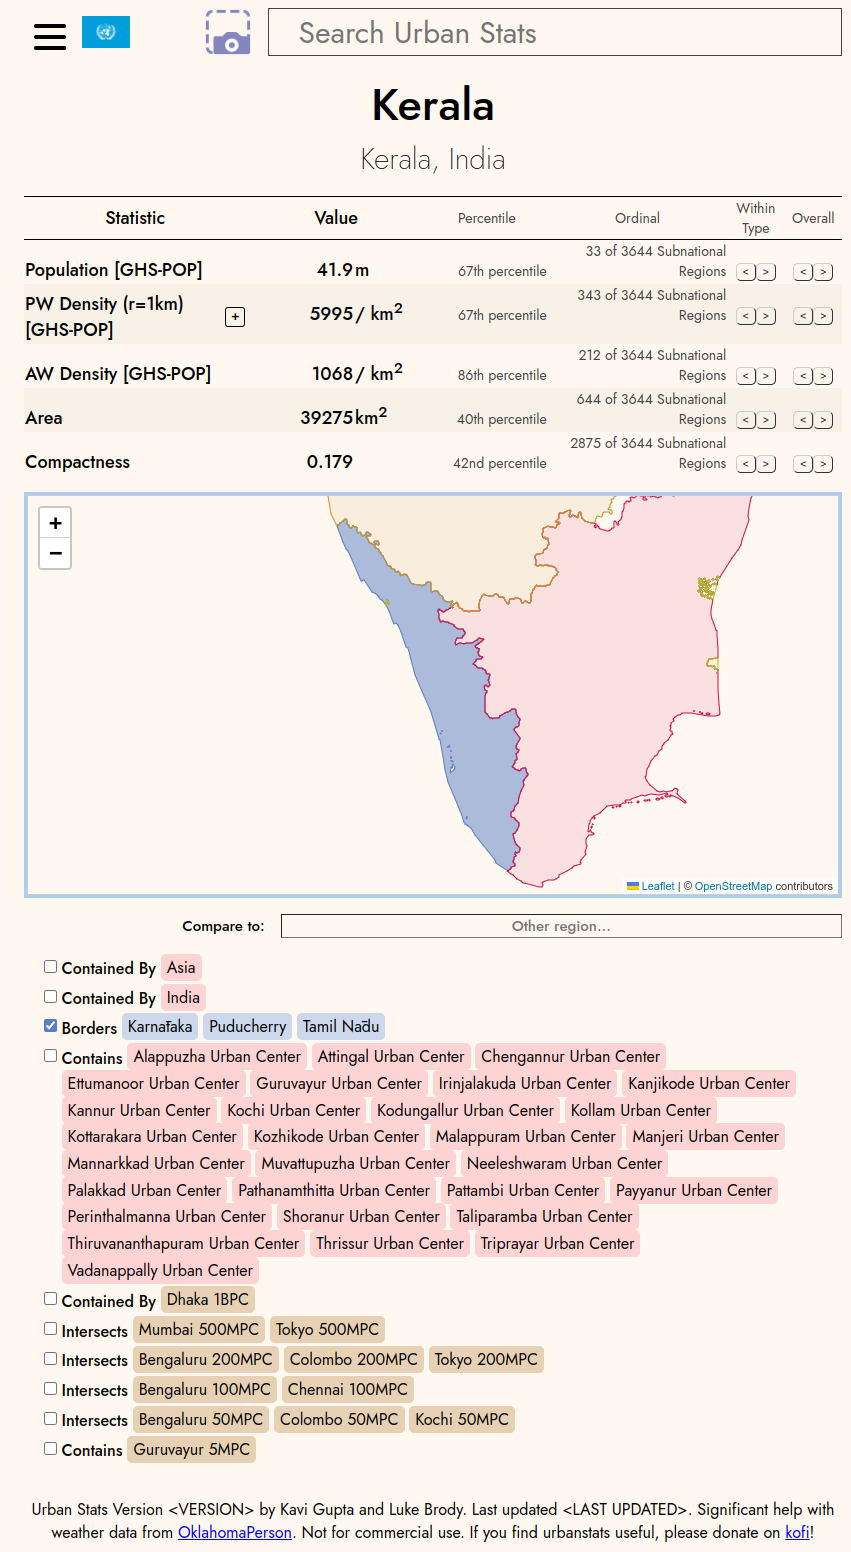 Search Urban Stats
Kerala
Kerala, India
Statistic Value Percentile Ordinal Within Type Overall
Population [GHS-POP] 41.9 m 67th percentile 33 of 3644 Subnational Regions < > < >
PW Density (r=1km) [GHS-POP] + 5995 / km² 67th percentile 343 of 3644 Subnational Regions < > < >
AW Density [GHS-POP] 1068 / km² 86th percentile 212 of 3644 Subnational Regions < > < >
Area 39275 km² 40th percentile 644 of 3644 Subnational Regions < > < >
Compactness 0.179 42nd percentile 2875 of 3644 Subnational Regions < > < >
+
−
Leaflet | © OpenStreetMap contributors
Compare to: Other region...
Contained By Asia
Contained By India
Borders Karnātaka Puducherry Tamil Nādu
Contains Alappuzha Urban Center Attingal Urban Center Chengannur Urban Center
Ettumanoor Urban Center Guruvayur Urban Center Irinjalakuda Urban Center Kanjikode Urban Center
Kannur Urban Center Kochi Urban Center Kodungallur Urban Center Kollam Urban Center
Kottarakara Urban Center Kozhikode Urban Center Malappuram Urban Center Manjeri Urban Center
Mannarkkad Urban Center Muvattupuzha Urban Center Neeleshwaram Urban Center
Palakkad Urban Center Pathanamthitta Urban Center Pattambi Urban Center Payyanur Urban Center
Perinthalmanna Urban Center Shoranur Urban Center Taliparamba Urban Center
Thiruvananthapuram Urban Center Thrissur Urban Center Triprayar Urban Center
Vadanappally Urban Center
Contained By Dhaka 1BPC
Intersects Mumbai 500MPC Tokyo 500MPC
Intersects Bengaluru 200MPC Colombo 200MPC Tokyo 200MPC
Intersects Bengaluru 100MPC Chennai 100MPC
Intersects Bengaluru 50MPC Colombo 50MPC Kochi 50MPC
Contains Guruvayur 5MPC
Urban Stats Version <VERSION> by Kavi Gupta and Luke Brody. Last updated <LAST UPDATED>. Significant help with
weather data from OklahomaPerson. Not for commercial use. If you find urbanstats useful, please donate on kofi!